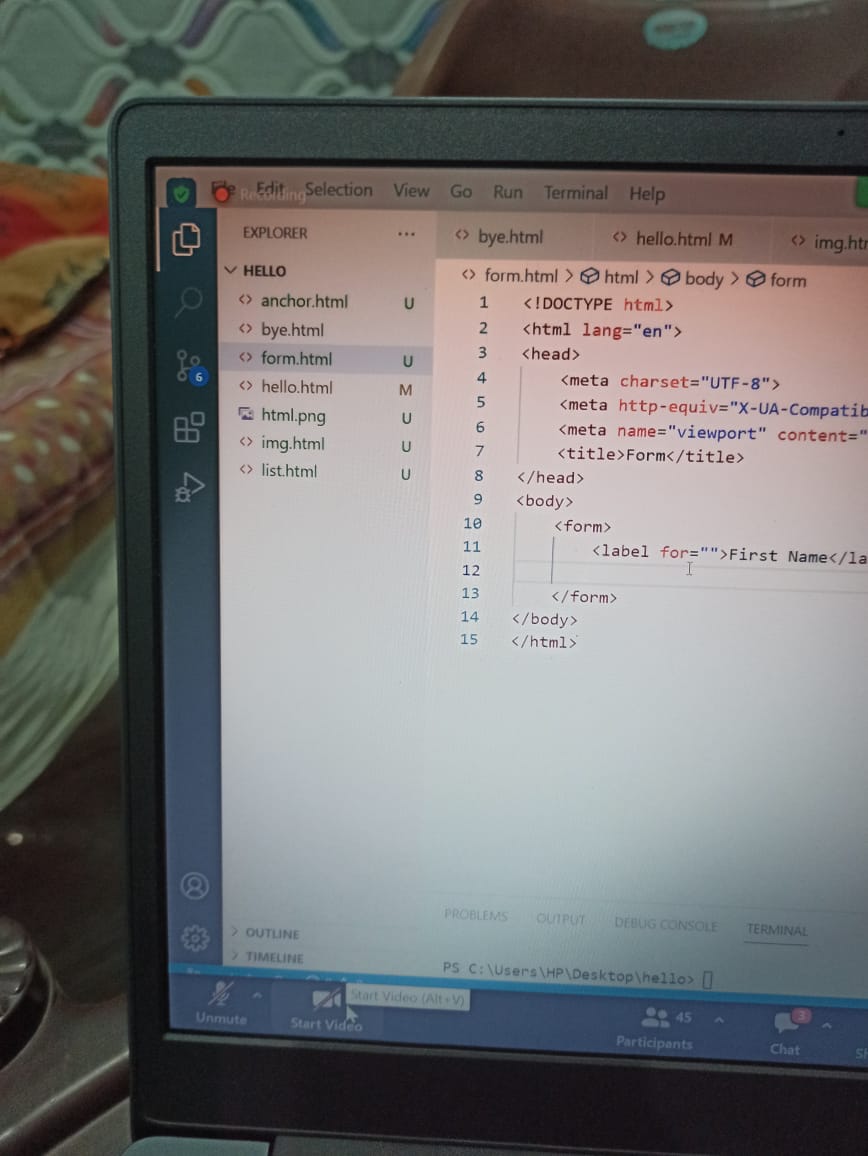 File Edit Selection View Go Run Terminal Help
Recording
EXPLORER ...
bye.html hello.html M
HELLO
form.html > html > body > form
anchor.html U
bye.html
form.html U
hello.html M
html.png U
img.html U
list.html U
6
1 <!DOCTYPE html>
2 <html lang="en">
3 <head>
4 <meta charset="UTF-8">
5 <meta http-equiv="X-UA-Compatib
6 <meta name="viewport" content="
7 <title>Form</title>
8 </head>
9 <body>
10 <form>
11 <label for="">First Name</la
12
13 </form>
14 </body>
15 </html>
PROBLEMS OUTPUT DEBUG CONSOLE TERMINAL
OUTLINE
TIMELINE
PS C:\Users\HP\Desktop\hello>
Start Video (Alt+V)
Unmute Start Video
45 3
Participants Chat